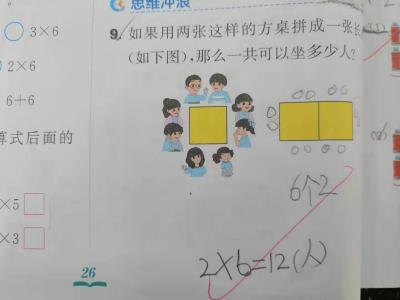 思维冲浪
3×6
9. 如果用两张这样的方桌拼成一张长
(如下图),那么一共可以坐多少人?
2×6
6+6
算式后面的
6个2
×5
×3
2×6=12(人)
26